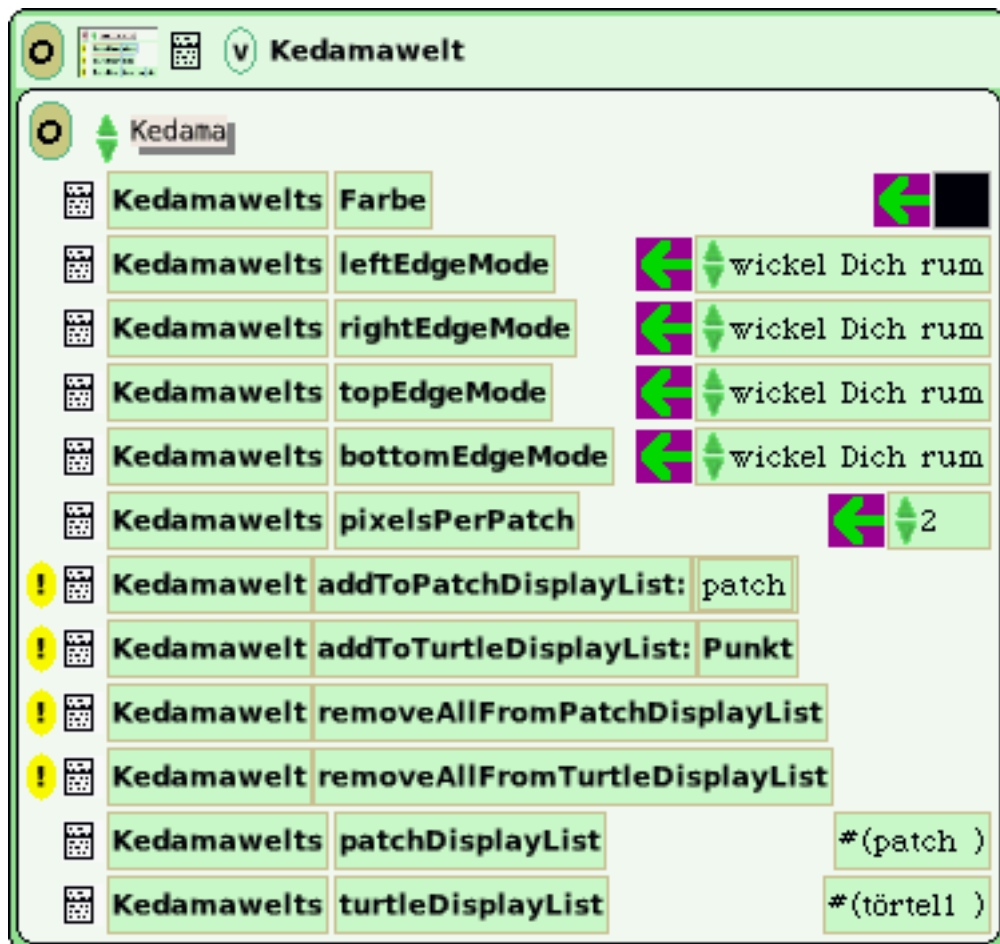 O v Kedamawelt
O Kedama
Kedamawelts Farbe
Kedamawelts leftEdgeMode wickel Dich rum
Kedamawelts rightEdgeMode wickel Dich rum
Kedamawelts topEdgeMode wickel Dich rum
Kedamawelts bottomEdgeMode wickel Dich rum
Kedamawelts pixelsPerPatch 2
! Kedamawelt addToPatchDisplayList: patch
! Kedamawelt addToTurtleDisplayList: Punkt
! Kedamawelt removeAllFromPatchDisplayList
! Kedamawelt removeAllFromTurtleDisplayList
Kedamawelts patchDisplayList #(patch )
Kedamawelts turtleDisplayList #(törtel1 )